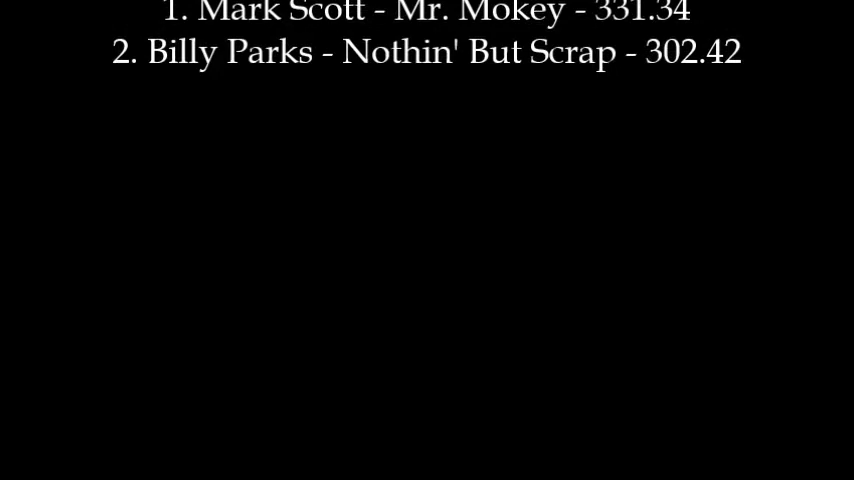 1. Mark Scott - Mr. Mokey - 331.34
2. Billy Parks - Nothin' But Scrap - 302.42